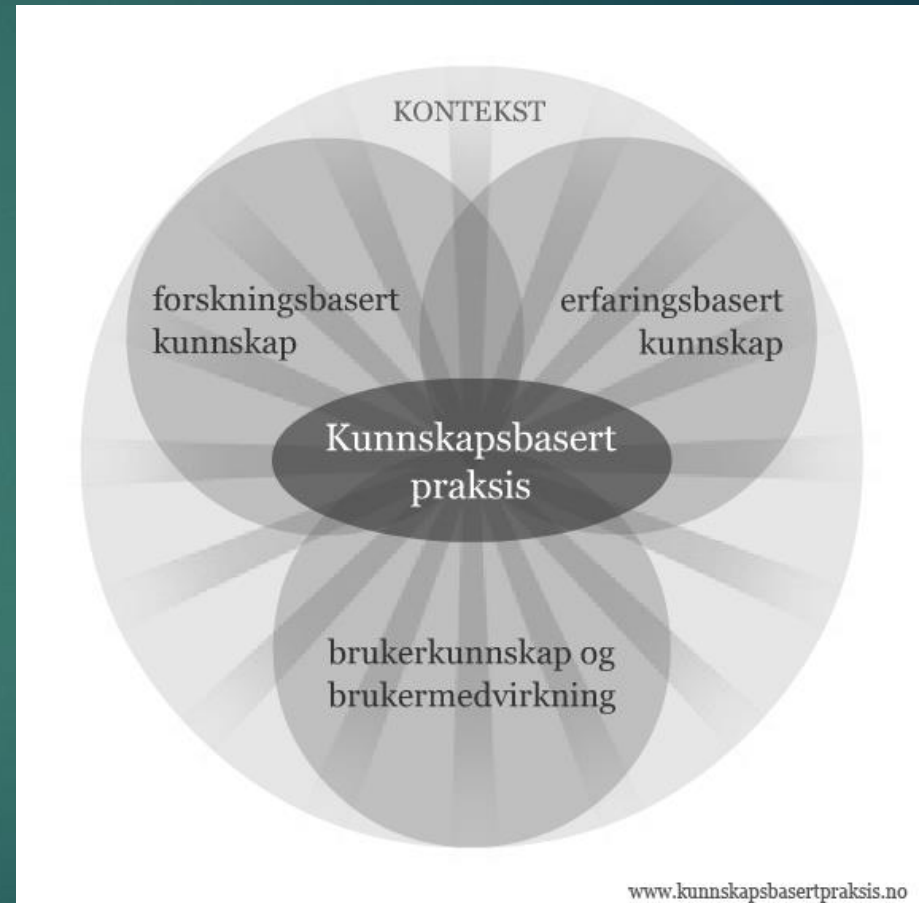 KONTEKST
forskningsbasert
kunnskap
erfaringsbasert
kunnskap
Kunnskapsbasert
praksis
brukerkunnskap og
brukermedvirkning
www.kunnskapsbasertpraksis.no